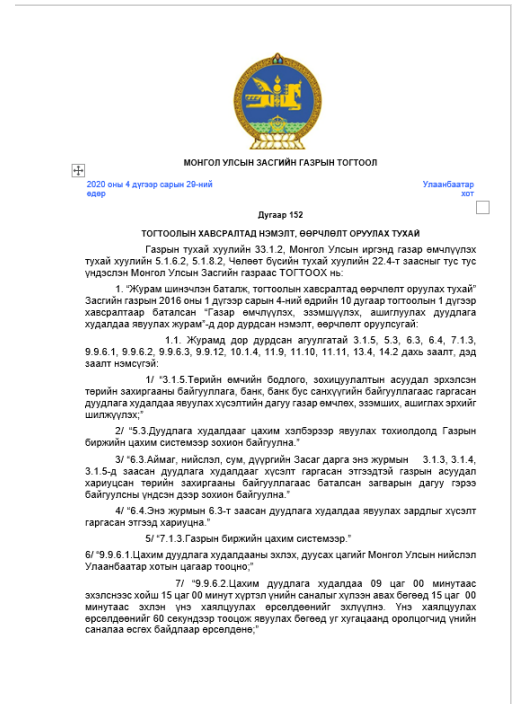 МОНГОЛ УЛСЫН ЗАСГИЙН ГАЗРЫН ТОГТООЛ
2020 оны 4 дүгээр сарын 29-ний өдөр
Улаанбаатар хот
Дугаар 152
ТОГТООЛЫН ХАВСРАЛТАД НЭМЭЛТ, ӨӨРЧЛӨЛТ ОРУУЛАХ ТУХАЙ
Газрын тухай хуулийн 33.1.2, Монгол Улсын иргэнд газар өмчлүүлэх
тухай хуулийн 5.1.6.2, 5.1.8.2, Чөлөөт бүсийн тухай хуулийн 22.4-т заасныг тус тус
үндэслэн Монгол Улсын Засгийн газраас ТОГТООХ нь:
1. "Журам шинэчлэн баталж, тогтоолын хавсралтад өөрчлөлт оруулах тухай"
Засгийн газрын 2016 оны 1 дүгээр сарын 4-ний өдрийн 10 дугаар тогтоолын 1 дүгээр
хавсралтаар баталсан "Газар өмчлүүлэх, эзэмшүүлэх, ашиглуулах дуудлага
худалдаа явуулах журам"-д дор дурдсан нэмэлт, өөрчлөлт оруулсугай:
1.1. Журамд дор дурдсан агуулгатай 3.1.5, 5.3, 6.3, 6.4, 7.1.3,
9.9.6.1, 9.9.6.2, 9.9.6.3, 9.9.12, 10.1.4, 11.9, 11.10, 11.11, 13.4, 14.2 дахь заалт, дэд
заалт нэмсүгэй:
1/ "3.1.5.Төрийн өмчийн бодлого, зохицуулалтын асуудал эрхэлсэн
төрийн захиргааны байгууллага, банк, банк бус санхүүгийн байгууллагаас гаргасан
дуудлага худалдаа явуулах хүсэлтийн дагуу газар өмчлөх, эзэмших, ашиглах эрхийг
шилжүүлэх;"
2/ "5.3.Дуудлага худалдааг цахим хэлбэрээр явуулах тохиолдолд Газрын
биржийн цахим системээр зохион байгуулна."
3/ "6.3.Аймаг, нийслэл, сум, дүүргийн Засаг дарга энэ журмын 3.1.3, 3.1.4,
3.1.5-д заасан дуудлага худалдааг хүсэлт гаргасан этгээдтэй газрын асуудал
хариуцсан төрийн захиргааны байгууллагаас баталсан загварын дагуу гэрээ
байгуулсны үндсэн дээр зохион байгуулна."
4/ "6.4.Энэ журмын 6.3-т заасан дуудлага худалдаа явуулах зардлыг хүсэлт
гаргасан этгээд хариуцна."
5/ "7.1.3.Газрын биржийн цахим системээр."
6/ "9.9.6.1.Цахим дуудлага худалдааны эхлэх, дуусах цагийг Монгол Улсын нийслэл
Улаанбаатар хотын цагаар тооцно;"
7/ "9.9.6.2.Цахим дуудлага худалдаа 09 цаг 00 минутаас
эхэлснээс хойш 15 цаг 00 минут хүртэл үнийн саналыг хүлээн авах бөгөөд 15 цаг 00
минутаас эхлэн үнэ хаялцуулах өрсөлдөөнийг эхлүүлнэ. Үнэ хаялцуулах
өрсөлдөөнийг 60 секундээр тооцож явуулах бөгөөд уг хугацаанд оролцогчид үнийн
саналаа өсгөх байдлаар өрсөлдөнө;"